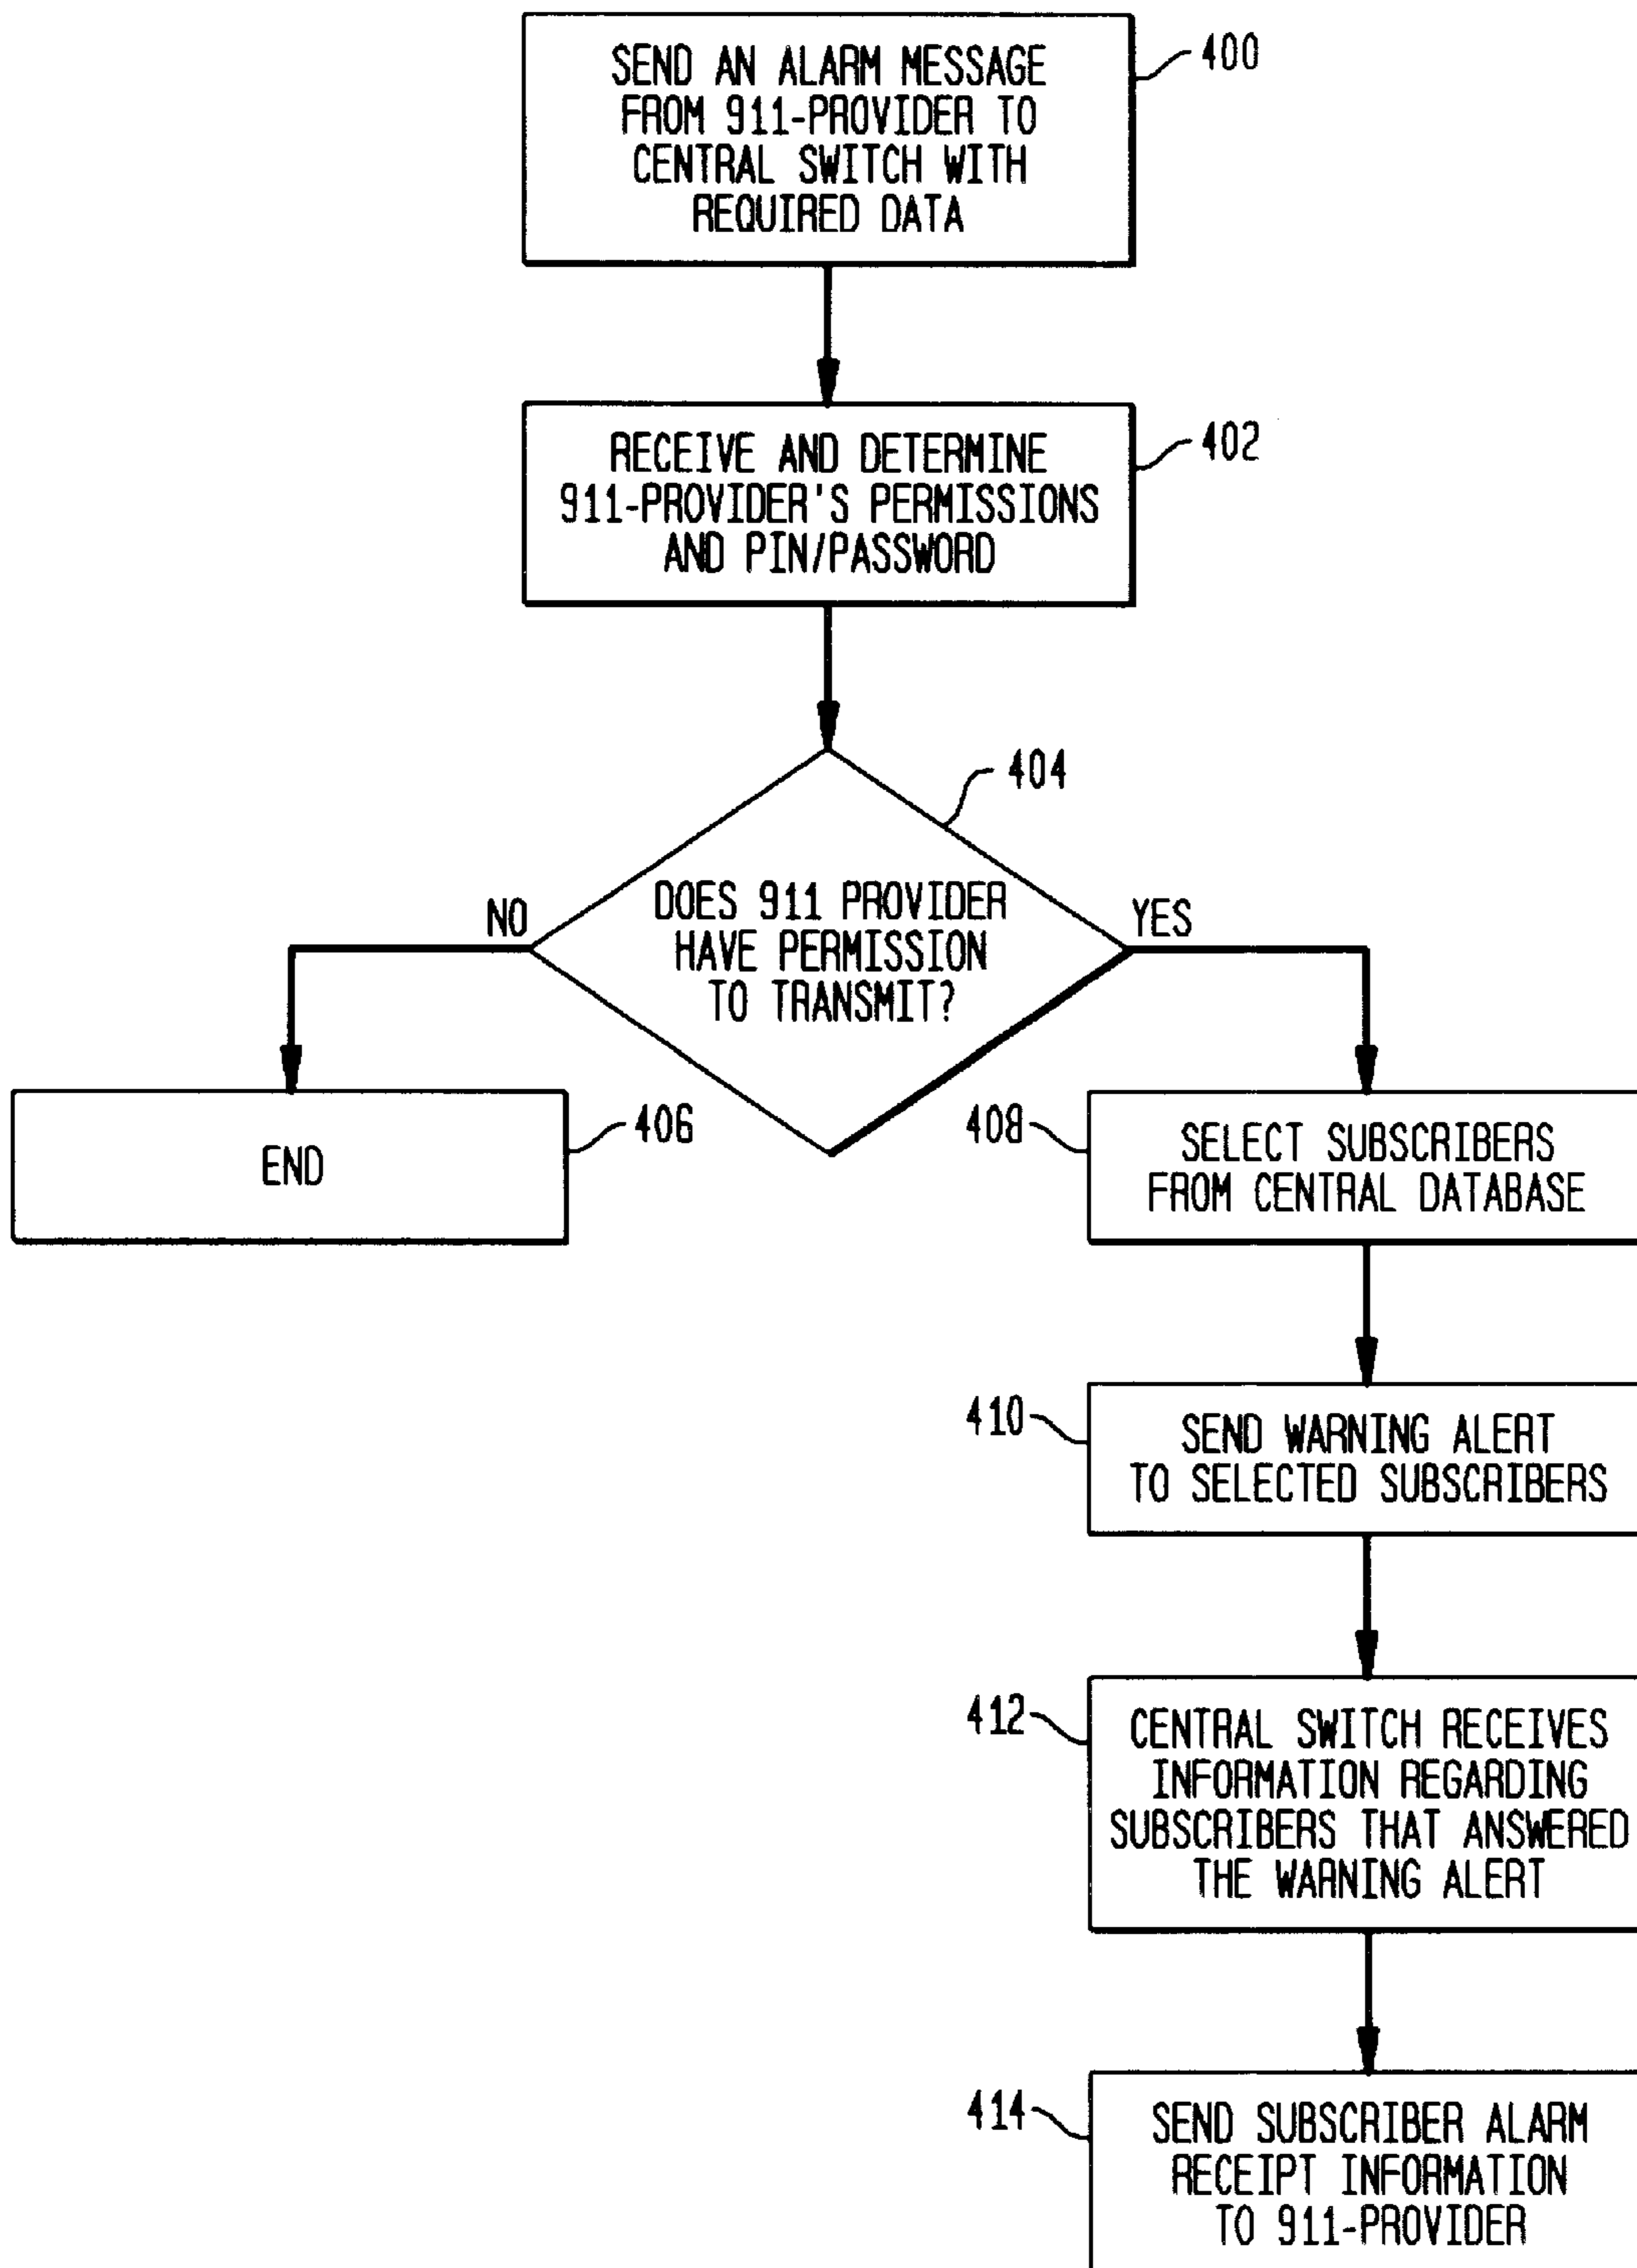 SEND AN ALARM MESSAGE
FROM 911-PROVIDER TO
CENTRAL SWITCH WITH
REQUIRED DATA
400
RECEIVE AND DETERMINE
911-PROVIDER'S PERMISSIONS
AND PIN/PASSWORD
402
404
DOES 911 PROVIDER
HAVE PERMISSION
TO TRANSMIT?
NO
YES
END
406
408
SELECT SUBSCRIBERS
FROM CENTRAL DATABASE
410
SEND WARNING ALERT
TO SELECTED SUBSCRIBERS
412
CENTRAL SWITCH RECEIVES
INFORMATION REGARDING
SUBSCRIBERS THAT ANSWERED
THE WARNING ALERT
414
SEND SUBSCRIBER ALARM
RECEIPT INFORMATION
TO 911-PROVIDER